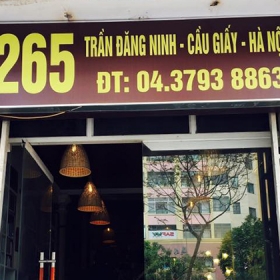 265
TRẦN ĐĂNG NINH - CẦU GIẤY - HÀ NỘ
ĐT: 04.3793 8863